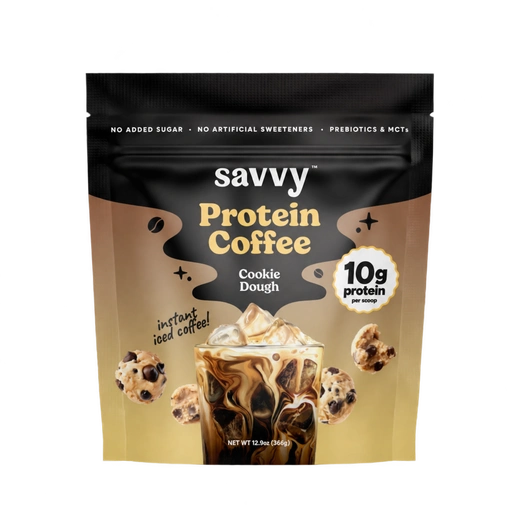 NO ADDED SUGAR • NO ARTIFICIAL SWEETENERS • PREBIOTICS & MCTs
savvy™
Protein
Coffee
Cookie
Dough
10g
protein
per scoop
instant
iced coffee!
NET WT 12.9oz (366g)